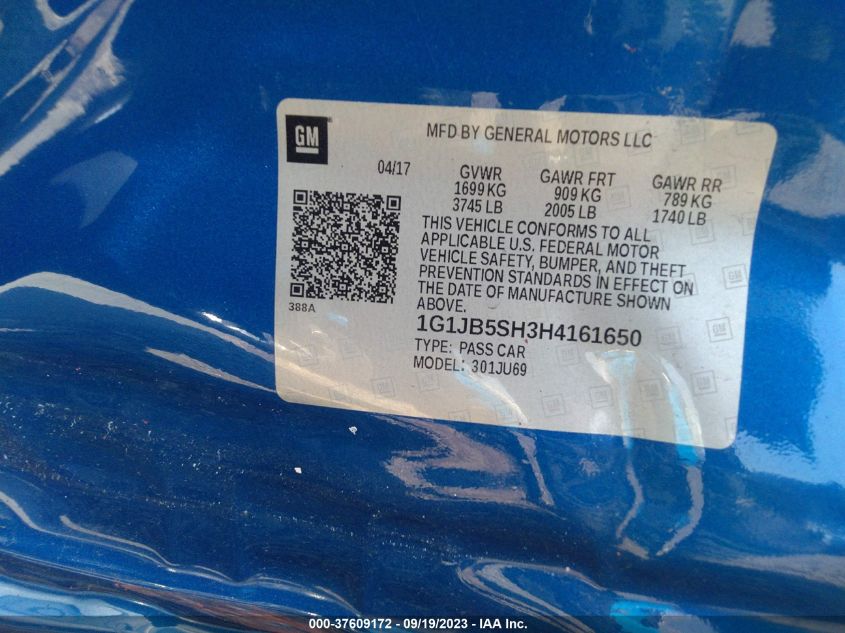 GM
MFD BY GENERAL MOTORS LLC
04/17
GVWR
1699 KG
3745 LB
GAWR FRT
909 KG
2005 LB
GAWR RR
789 KG
1740 LB
THIS VEHICLE CONFORMS TO ALL
APPLICABLE U.S. FEDERAL MOTOR
VEHICLE SAFETY, BUMPER, AND THEFT
PREVENTION STANDARDS IN EFFECT ON
THE DATE OF MANUFACTURE SHOWN
ABOVE.
388A
1G1JB5SH3H4161650
TYPE: PASS CAR
MODEL: 301JU69
000-37609172 - 09/19/2023 - IAA Inc.